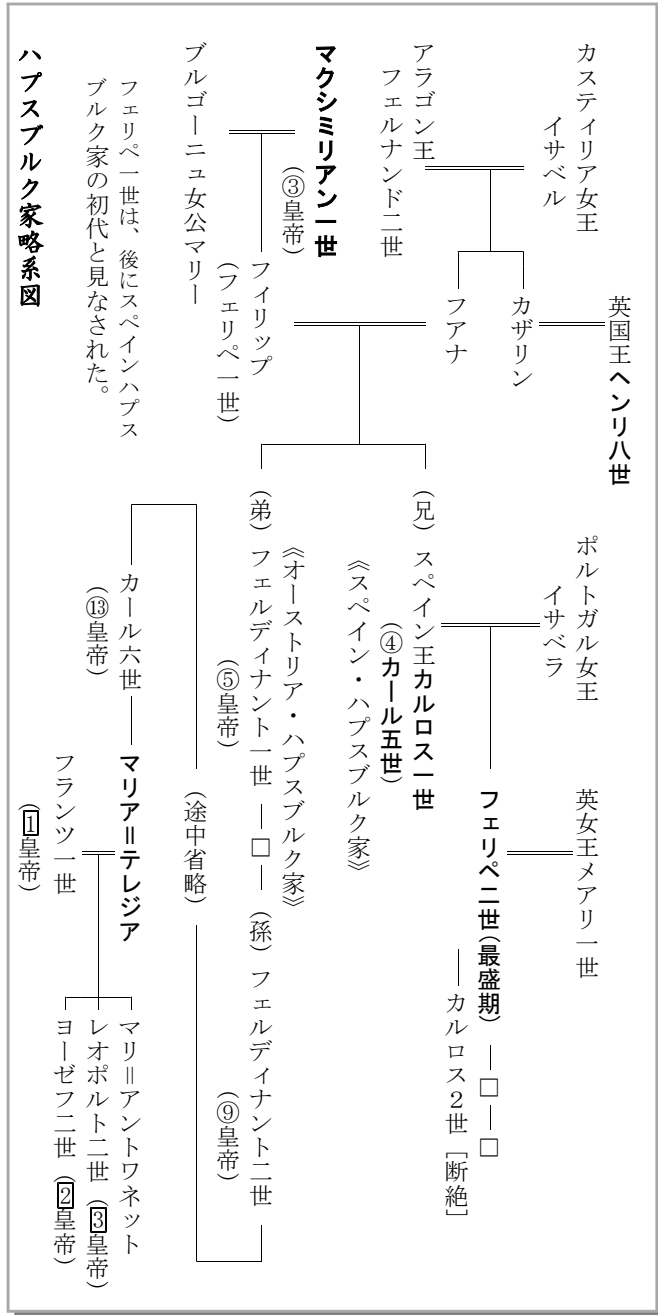 カスティリア女王
イサベル
アラゴン王
フェルナンド二世
マクシミリアン一世
(③皇帝)
ブルゴーニュ女公マリー
フェリペ一世は、後にスペインハプス
ブルク家の初代と見なされた。
ハプスブルク家略系図
英国王ヘンリ八世
カザリン
フアナ
フィリップ
(フェリペ一世)
ポルトガル女王
イサベラ
(兄) スペイン王カルロス一世
(④カール五世)
《スペイン・ハプスブルク家》
《オーストリア・ハプスブルク家》
(弟) フェルディナント一世 ― □ ― (孫) フェルディナント二世
(⑤皇帝)
(⑨皇帝)
英女王メアリ一世
フェリペ二世(最盛期) ― □ ― □
― カルロス2世[断絶]
(途中省略)
カール六世 ― マリア=テレジア
(⑬皇帝)
フランツ一世
(1皇帝)
マリ=アントワネット
レオポルト二世 (3皇帝)
ヨーゼフ二世 (2皇帝)